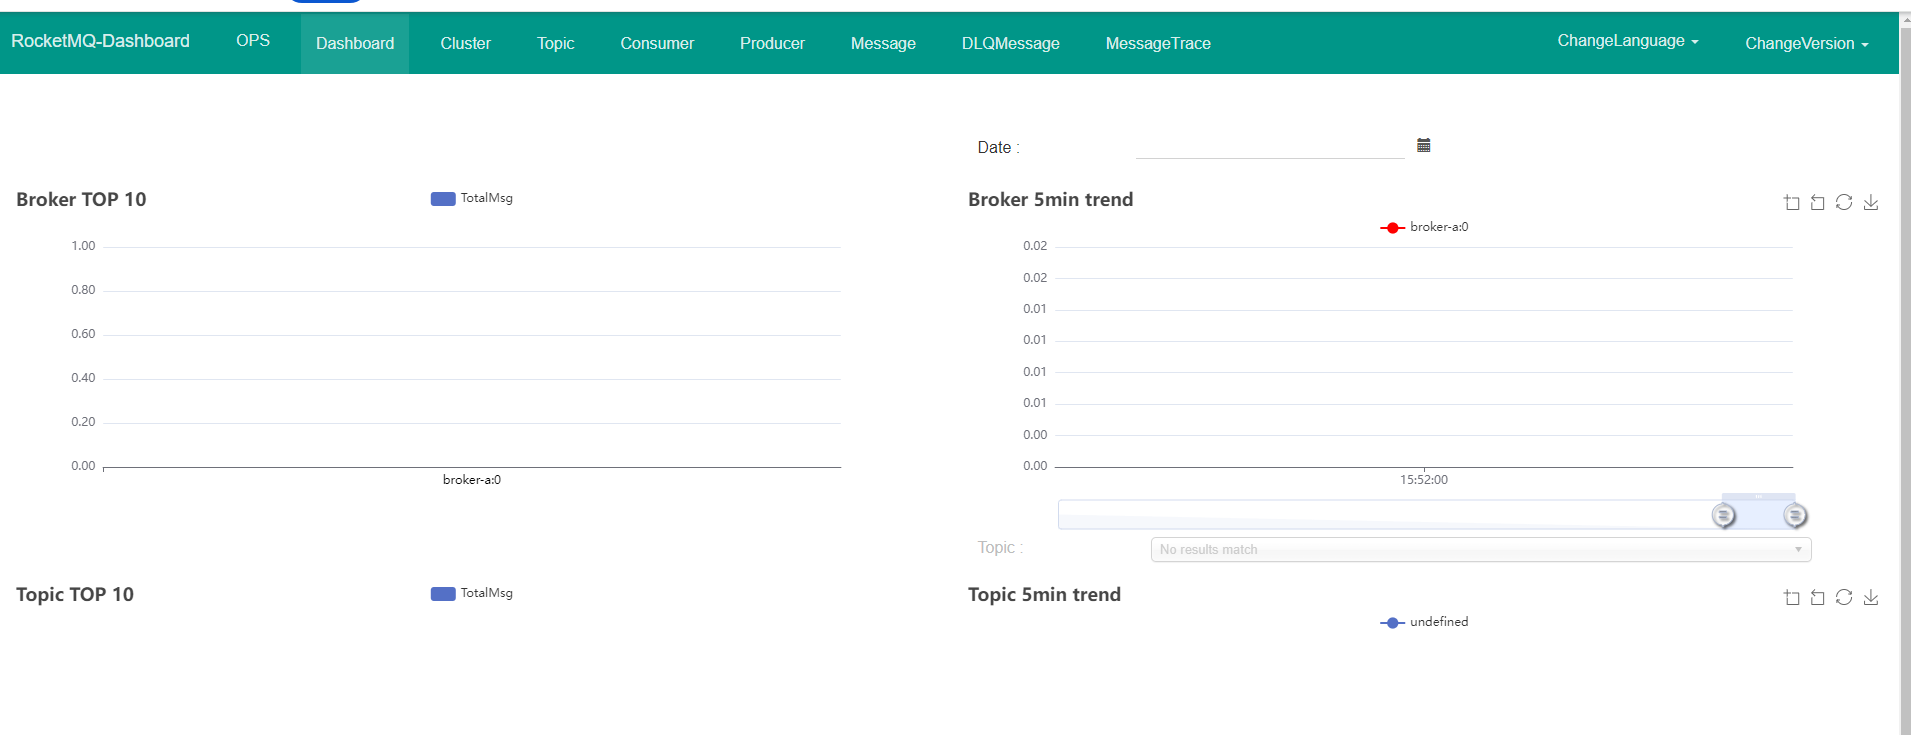 RocketMQ-Dashboard OPS Dashboard Cluster Topic Consumer Producer Message DLQMessage MessageTrace ChangeLanguage ChangeVersion
Date :
Broker TOP 10
TotalMsg
1.00
0.80
0.60
0.40
0.20
0.00
broker-a:0
Broker 5min trend
broker-a:0
0.02
0.02
0.01
0.01
0.01
0.01
0.00
0.00
15:52:00
Topic :
No results match
Topic TOP 10
TotalMsg
Topic 5min trend
undefined